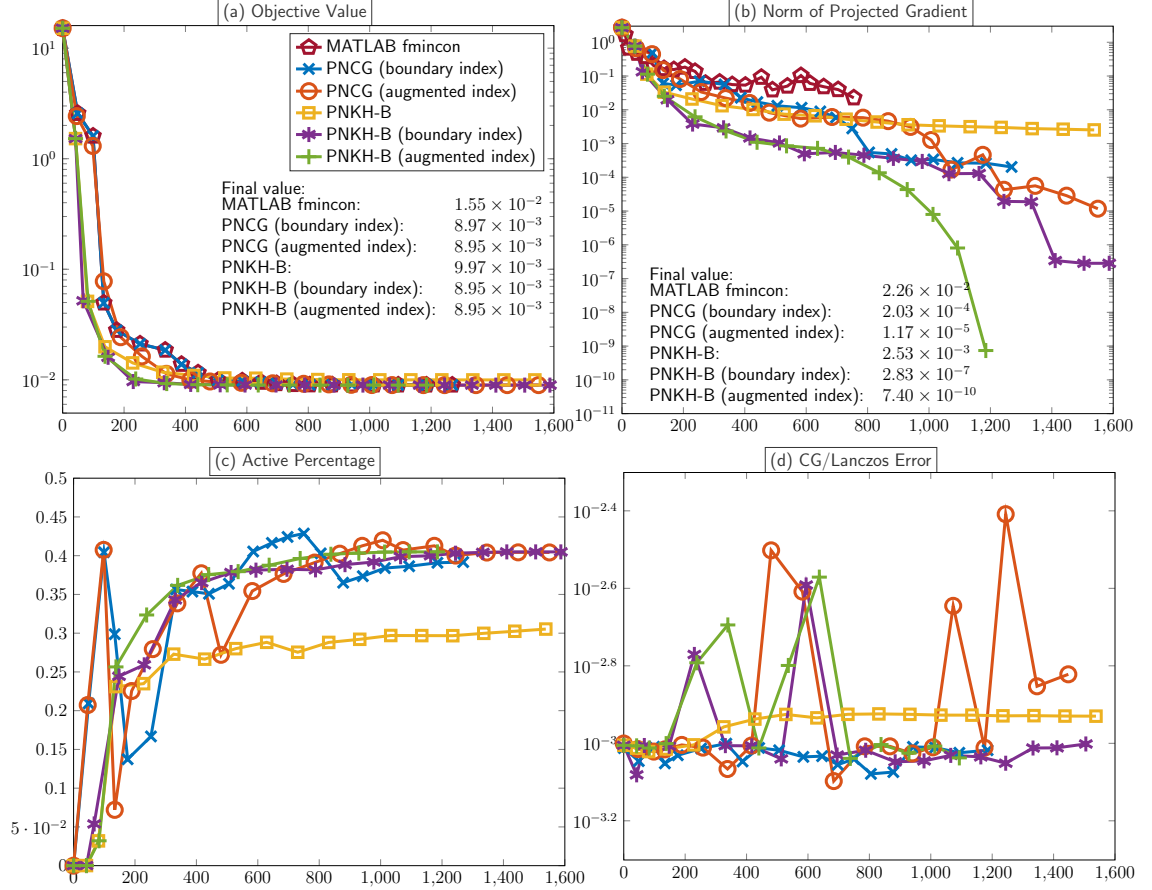 (a) Objective Value
10^1
10^0
10^−1
10^−2
0 200 400 600 800 1,000 1,200 1,400 1,600
MATLAB fmincon
PNCG (boundary index)
PNCG (augmented index)
PNKH-B
PNKH-B (boundary index)
PNKH-B (augmented index)
Final value:
MATLAB fmincon: 1.55 × 10^−2
PNCG (boundary index): 8.97 × 10^−3
PNCG (augmented index): 8.95 × 10^−3
PNKH-B: 9.97 × 10^−3
PNKH-B (boundary index): 8.95 × 10^−3
PNKH-B (augmented index): 8.95 × 10^−3
(b) Norm of Projected Gradient
10^0
10^−1
10^−2
10^−3
10^−4
10^−5
10^−6
10^−7
10^−8
10^−9
10^−10
10^−11
0 200 400 600 800 1,000 1,200 1,400 1,600
Final value:
MATLAB fmincon: 2.26 × 10^−2
PNCG (boundary index): 2.03 × 10^−4
PNCG (augmented index): 1.17 × 10^−5
PNKH-B: 2.53 × 10^−3
PNKH-B (boundary index): 2.83 × 10^−7
PNKH-B (augmented index): 7.40 × 10^−10
(c) Active Percentage
0.5
0.45
0.4
0.35
0.3
0.25
0.2
0.15
0.1
5 · 10^−2
0
0 200 400 600 800 1,000 1,200 1,400 1,600
(d) CG/Lanczos Error
10^−2.4
10^−2.6
10^−2.8
10^−3
10^−3.2
0 200 400 600 800 1,000 1,200 1,400 1,600